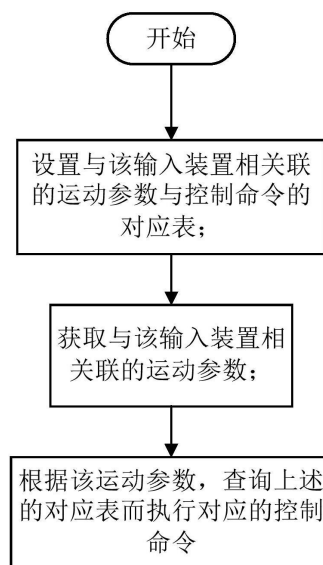 开始
设置与该输入装置相关联
的运动参数与控制命令的
对应表；
获取与该输入装置相
关联的运动参数；
根据该运动参数，查询上述
的对应表而执行对应的控制
命令